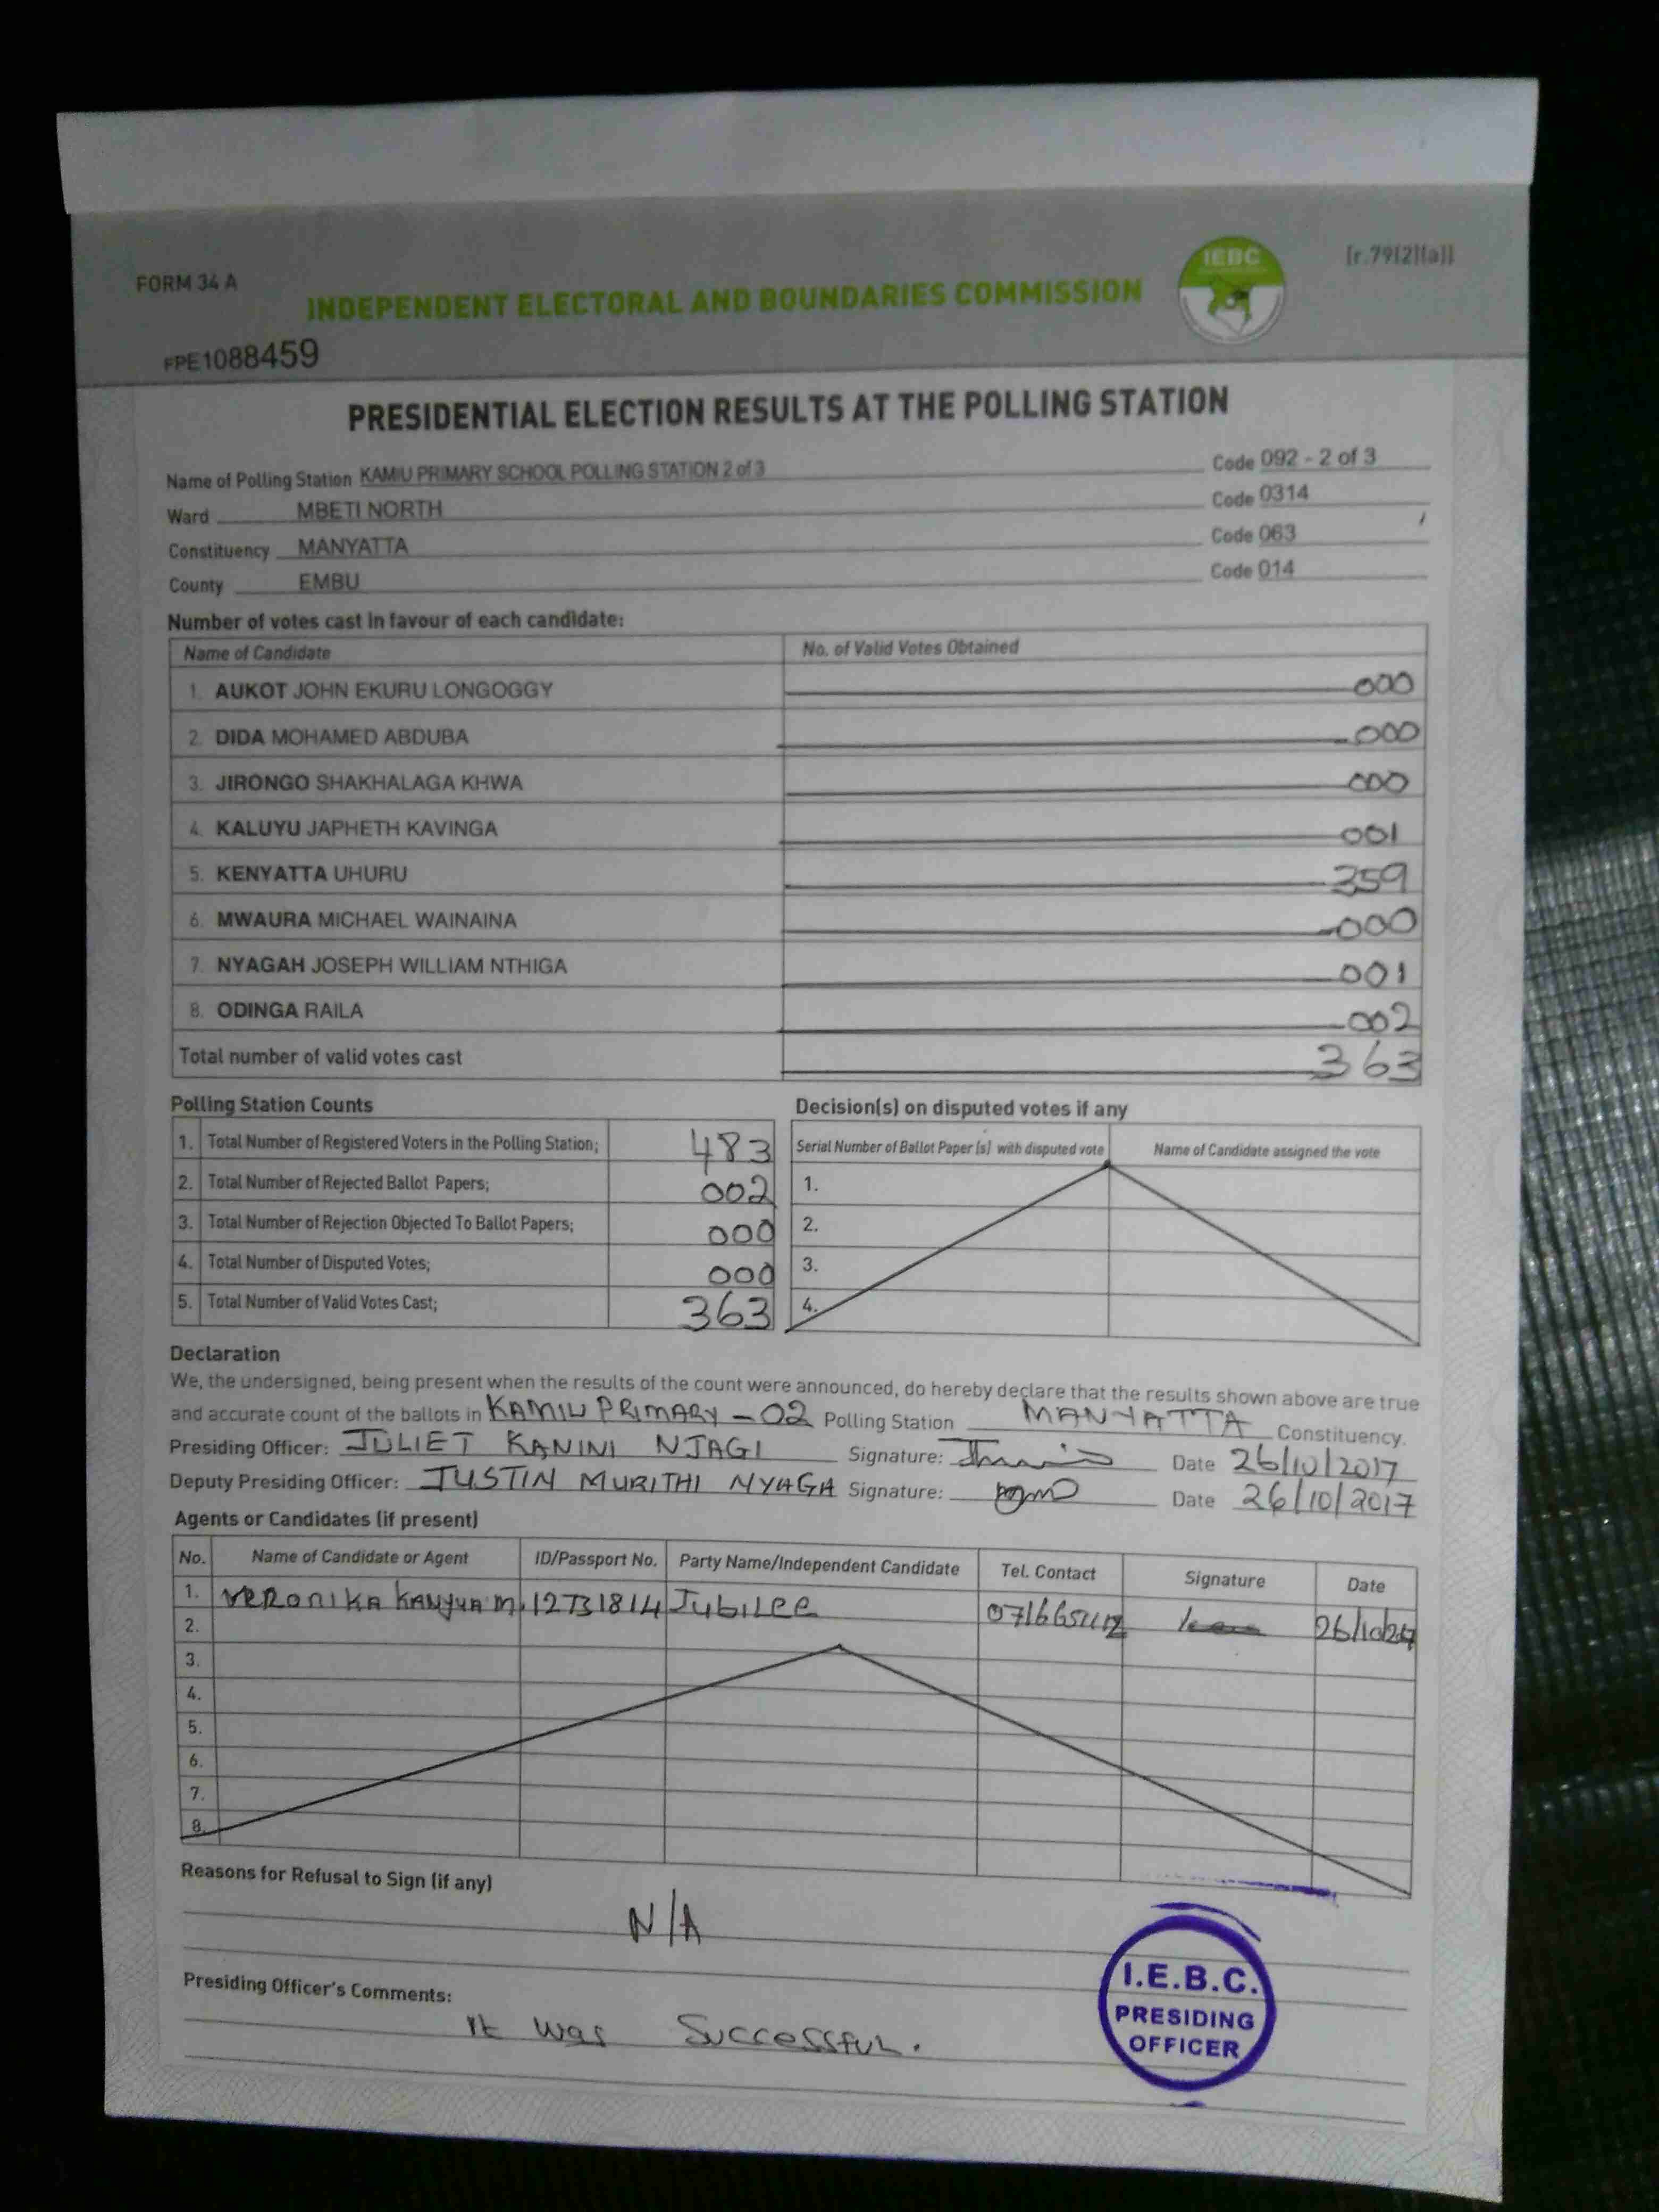 FORM 34 A
INDEPENDENT ELECTORAL AND BOUNDARIES COMMISSION
IEBC
[r.79(2)(a)]
FPE1088459
PRESIDENTIAL ELECTION RESULTS AT THE POLLING STATION
Name of Polling Station KAMIU PRIMARY SCHOOL POLLING STATION 2 of 3 Code 092 - 2 of 3
Ward MBETI NORTH Code 0314
Constituency MANYATTA Code 063
County EMBU Code 014
Number of votes cast in favour of each candidate:
Name of Candidate No. of Valid Votes Obtained
1. AUKOT JOHN EKURU LONGOGGY 000
2. DIDA MOHAMED ABDUBA 000
3. JIRONGO SHAKHALAGA KHWA 000
4. KALUYU JAPHETH KAVINGA 001
5. KENYATTA UHURU 359
6. MWAURA MICHAEL WAINAINA 000
7. NYAGAH JOSEPH WILLIAM NTHIGA 001
8. ODINGA RAILA 002
Total number of valid votes cast 363
Polling Station Counts
1. Total Number of Registered Voters in the Polling Station; 483
2. Total Number of Rejected Ballot Papers; 002
3. Total Number of Rejection Objected To Ballot Papers; 000
4. Total Number of Disputed Votes; 000
5. Total Number of Valid Votes Cast; 363
Decision(s) on disputed votes if any
Serial Number of Ballot Paper (s) with disputed vote Name of Candidate assigned the vote
1.
2.
3.
4.
Declaration
We, the undersigned, being present when the results of the count were announced, do hereby declare that the results shown above are true
and accurate count of the ballots in KAMIU PRIMARY - 02 Polling Station MANYATTA Constituency.
Presiding Officer: JULIET KANINI NJAGI Signature: Date 26/10/2017
Deputy Presiding Officer: JUSTIN MURITHI NYAGA Signature: Date 26/10/2017
Agents or Candidates (if present)
No. Name of Candidate or Agent ID/Passport No. Party Name/Independent Candidate Tel. Contact Signature Date
1. VERONIKA KANYUA M. Jubilee
2.
3.
4.
5.
6.
7.
8.
Reasons for Refusal to Sign (if any)
N/A
Presiding Officer's Comments:
It was Successful.
I.E.B.C.
PRESIDING
OFFICER